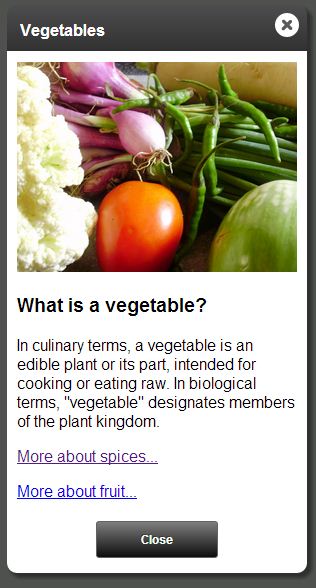 Vegetables
What is a vegetable?
In culinary terms, a vegetable is an
edible plant or its part, intended for
cooking or eating raw. In biological
terms, "vegetable" designates members
of the plant kingdom.
More about spices...
More about fruit...
Close